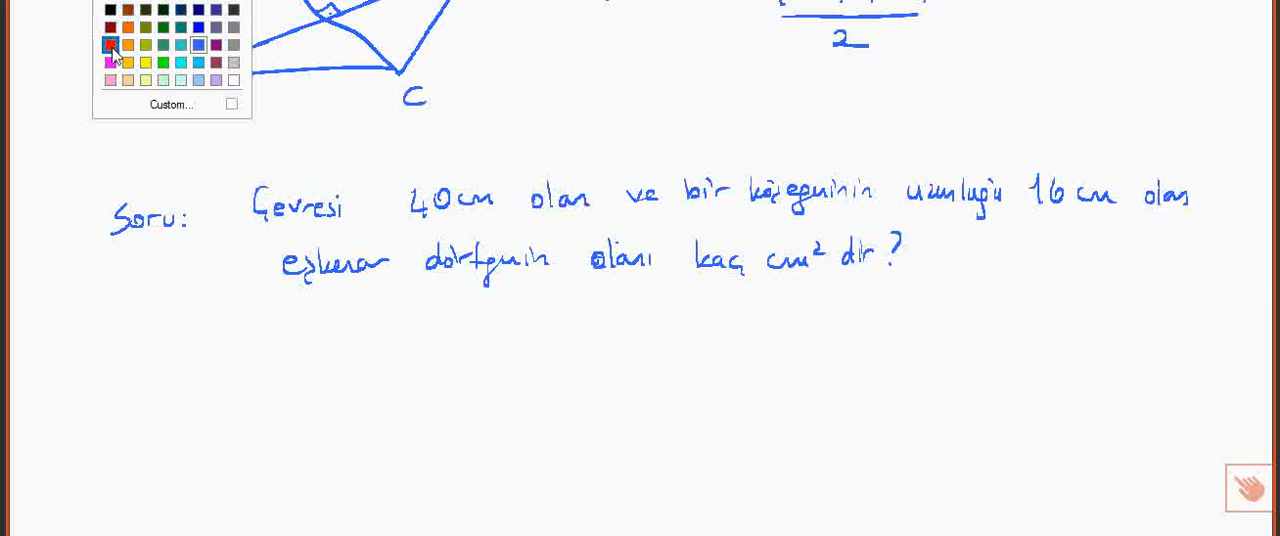 Custom...
2
C
Soru: Çevresi 40cm olan ve bir köşegeninin uzunluğu 16 cm olan
eşkenar dörtgenin alanı kaç cm² dir?